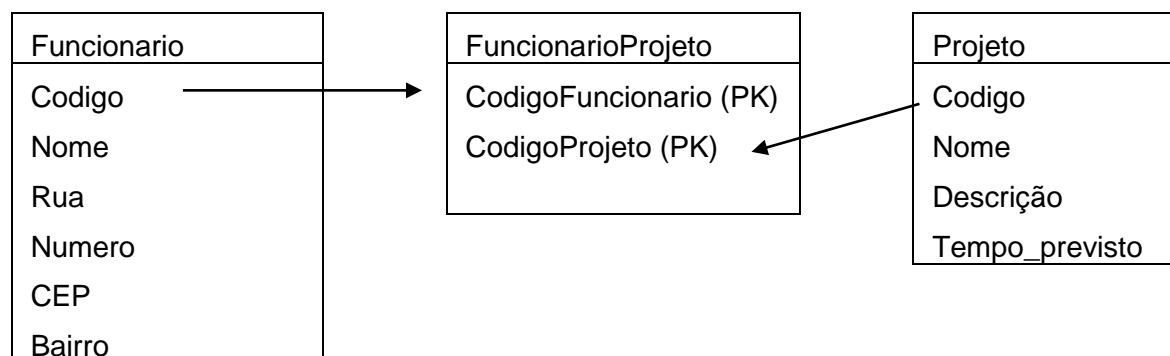 Funcionario
Codigo
Nome
Rua
Numero
CEP
Bairro
FuncionarioProjeto
CodigoFuncionario (PK)
CodigoProjeto (PK)
Projeto
Codigo
Nome
Descrição
Tempo_previsto